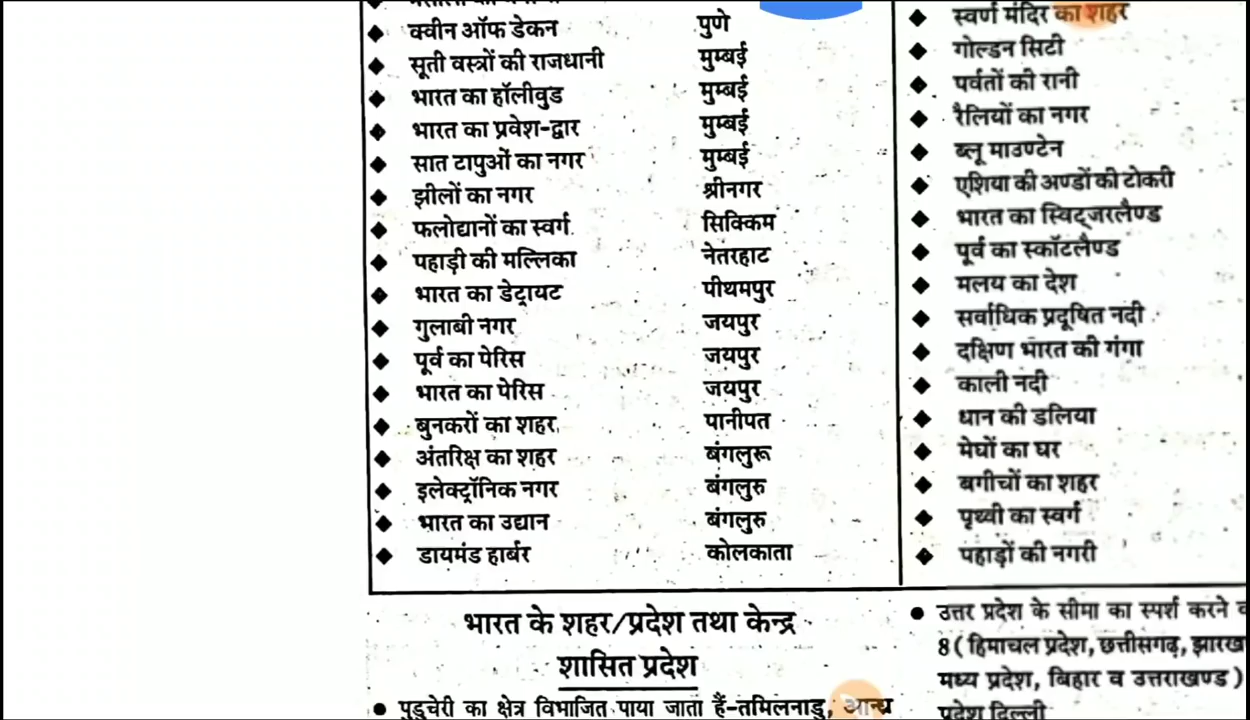 क्वीन ऑफ डेकन पुणे
सूती वस्त्रों की राजधानी मुम्बई
भारत का हॉलीवुड मुम्बई
भारत का प्रवेश-द्वार मुम्बई
सात टापुओं का नगर मुम्बई
झीलों का नगर श्रीनगर
फलोद्यानों का स्वर्ग सिक्किम
पहाड़ी की मल्लिका नेतरहाट
भारत का डेट्रायट पीथमपुर
गुलाबी नगर जयपुर
पूर्व का पेरिस जयपुर
भारत का पेरिस जयपुर
बुनकरों का शहर पानीपत
अंतरिक्ष का शहर बंगलुरू
इलेक्ट्रॉनिक नगर बंगलुरु
भारत का उद्यान बंगलुरु
डायमंड हार्बर कोलकाता
स्वर्ण मंदिर का शहर
गोल्डन सिटी
पर्वतों की रानी
रैलियों का नगर
ब्लू माउण्टेन
एशिया की अण्डों की टोकरी
भारत का स्विट्जरलैण्ड
पूर्व का स्कॉटलैण्ड
मलय का देश
सर्वाधिक प्रदूषित नदी
दक्षिण भारत की गंगा
काली नदी
धान की डलिया
मेघों का घर
बगीचों का शहर
पृथ्वी का स्वर्ग
पहाड़ों की नगरी
भारत के शहर/प्रदेश तथा केन्द्र
शासित प्रदेश
● पुडुचेरी का क्षेत्र विभाजित पाया जाता हैं-तमिलनाडु, आन्ध्र
● उत्तर प्रदेश के सीमा का स्पर्श करने
8 (हिमाचल प्रदेश, छत्तीसगढ़,
मध्य प्रदेश, बिहार व उत्तराखण्ड)
प्रदेश दिल्ली